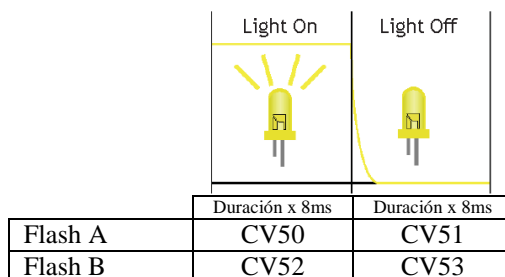 Light On Light Off
Duración x 8ms Duración x 8ms
Flash A CV50 CV51
Flash B CV52 CV53